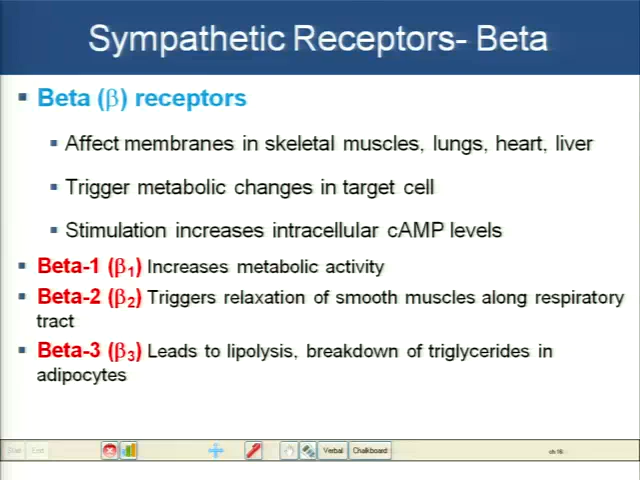 Sympathetic Receptors- Beta
▪ Beta (β) receptors
▪ Affect membranes in skeletal muscles, lungs, heart, liver
▪ Trigger metabolic changes in target cell
▪ Stimulation increases intracellular cAMP levels
▪ Beta-1 (β₁) Increases metabolic activity
▪ Beta-2 (β₂) Triggers relaxation of smooth muscles along respiratory
tract
▪ Beta-3 (β₃) Leads to lipolysis, breakdown of triglycerides in
adipocytes
Verbal Chalkboard